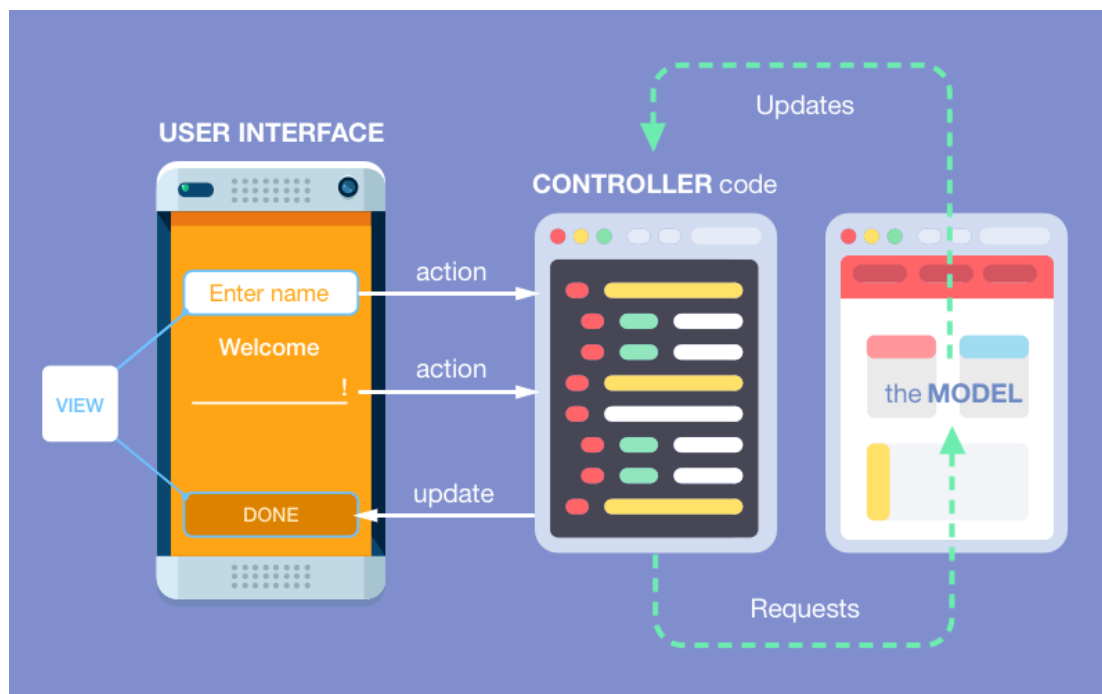 USER INTERFACE
VIEW
Enter name
Welcome
!
DONE
action
action
update
CONTROLLER code
Updates
the MODEL
Requests